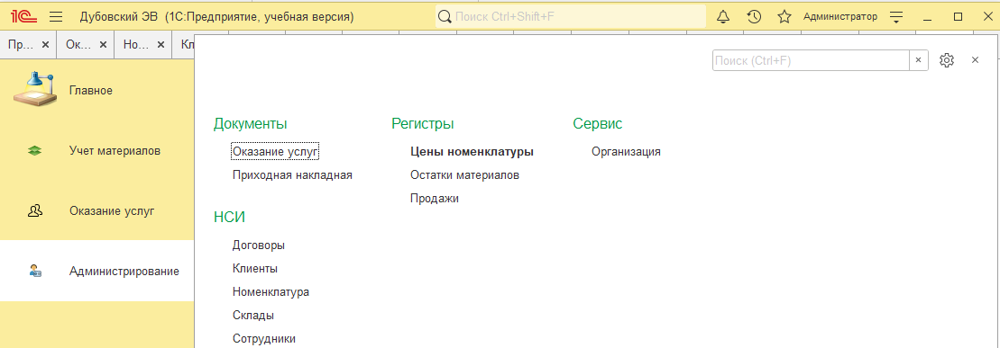 1С Дубовский ЭВ (1С:Предприятие, учебная версия) Поиск Ctrl+Shift+F Администратор
Пр... × Ок... × Но... × Кл
Поиск (Ctrl+F) ×
Главное
Учет материалов
Оказание услуг
Администрирование
Документы
Оказание услуг
Приходная накладная
НСИ
Договоры
Клиенты
Номенклатура
Склады
Сотрудники
Регистры
Цены номенклатуры
Остатки материалов
Продажи
Сервис
Организация